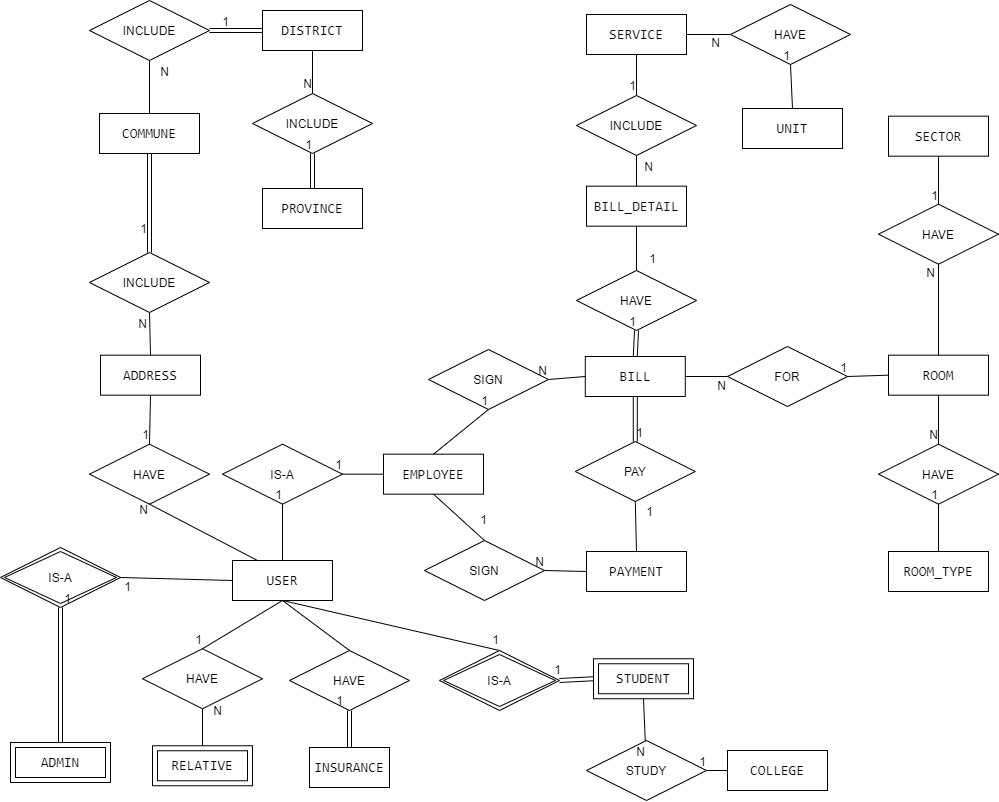 INCLUDE
1
DISTRICT
N
N
COMMUNE
INCLUDE
1
PROVINCE
1
INCLUDE
N
ADDRESS
1
HAVE
N
SERVICE
N
HAVE
1
UNIT
1
INCLUDE
N
BILL_DETAIL
1
HAVE
1
SECTOR
1
HAVE
N
SIGN
N
1
BILL
N
FOR
1
ROOM
1
PAY
1
N
HAVE
1
ROOM_TYPE
IS-A
1
1
EMPLOYEE
1
SIGN
N
PAYMENT
IS-A
1
1
USER
1
HAVE
N
HAVE
1
1
IS-A
1
STUDENT
ADMIN
RELATIVE
INSURANCE
N
STUDY
1
COLLEGE